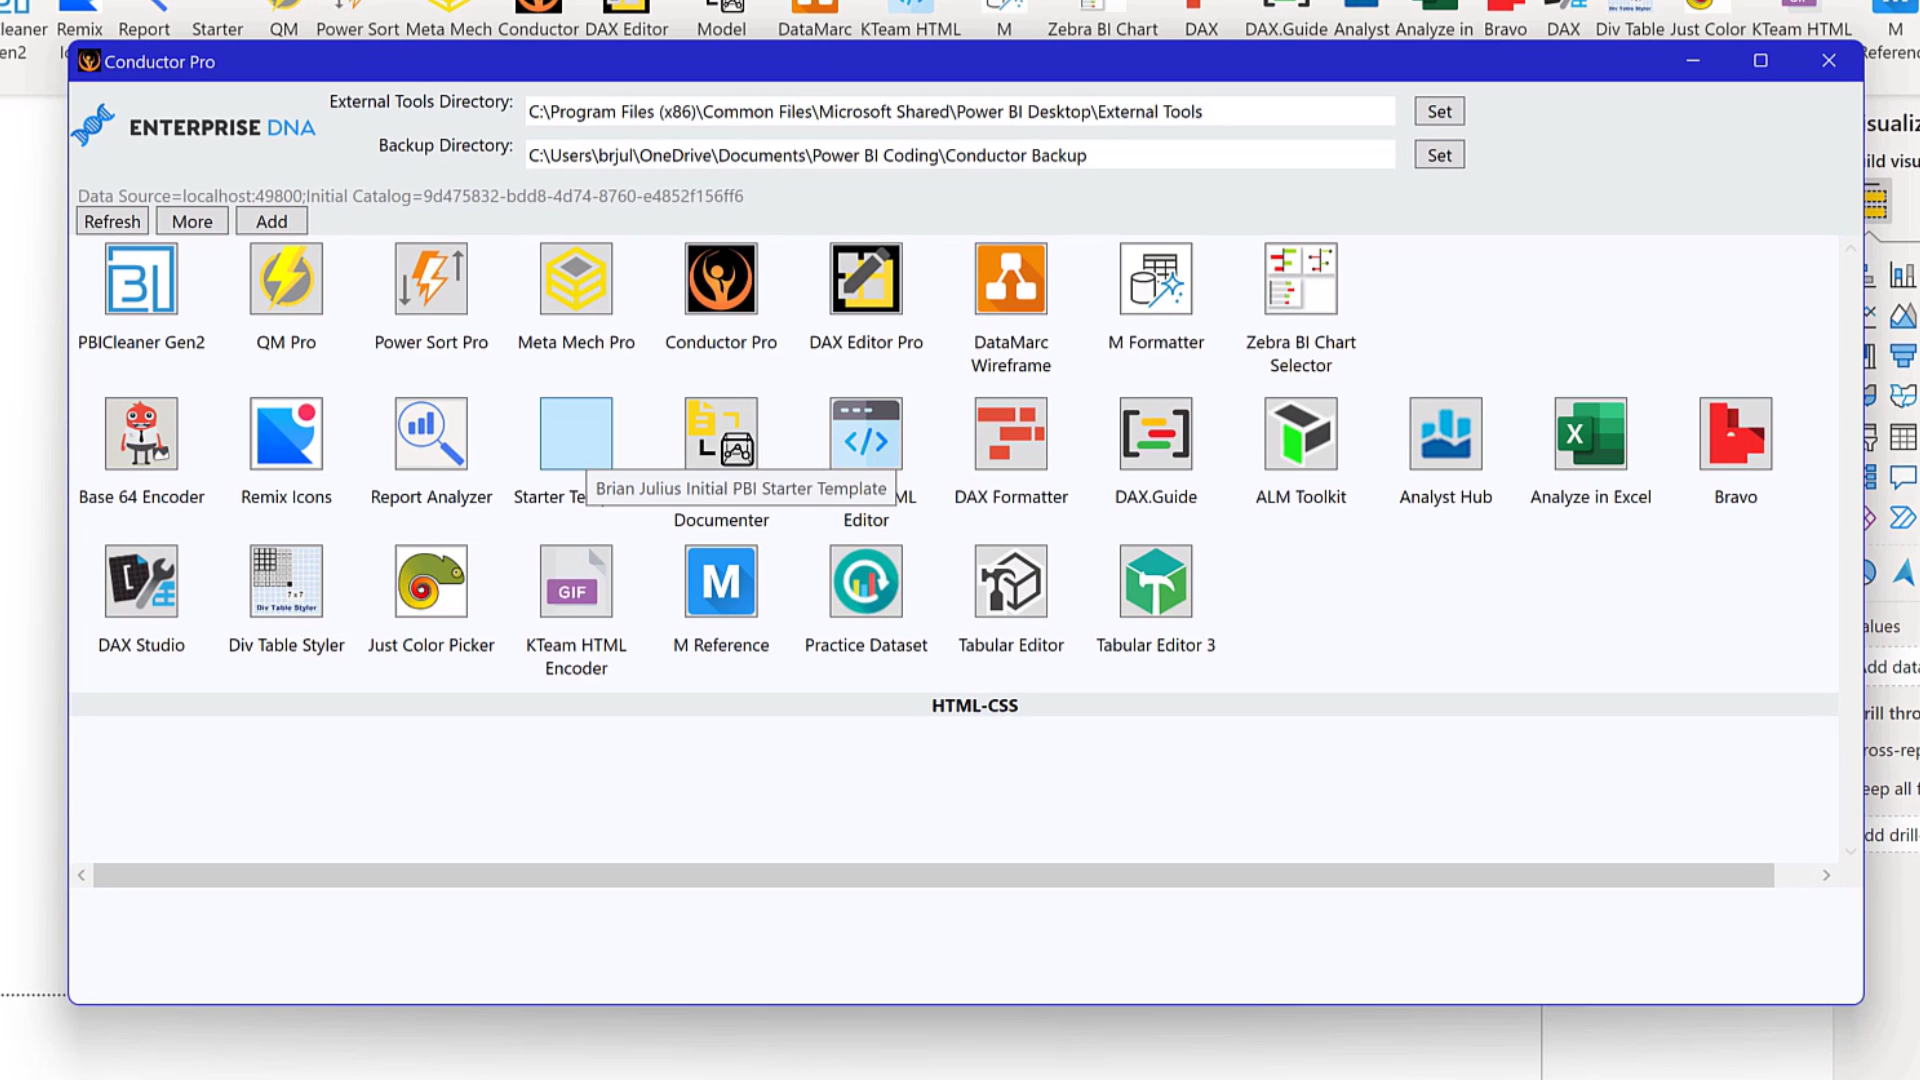 leaner Remix Report Starter QM Power Sort Meta Mech Conductor DAX Editor Model DataMarc KTeam HTML M Zebra BI Chart DAX DAX.Guide Analyst Analyze in Bravo DAX Div Table Just Color KTeam HTML M
en2 Referenc
Conductor Pro
ENTERPRISE DNA
External Tools Directory: C:\Program Files (x86)\Common Files\Microsoft Shared\Power BI Desktop\External Tools Set
Backup Directory: C:\Users\brjul\OneDrive\Documents\Power BI Coding\Conductor Backup Set
Data Source=localhost:49800;Initial Catalog=9d475832-bdd8-4d74-8760-e4852f156ff6
Refresh More Add
PBICleaner Gen2 QM Pro Power Sort Pro Meta Mech Pro Conductor Pro DAX Editor Pro DataMarc M Formatter Zebra BI Chart
Wireframe Selector
Base 64 Encoder Remix Icons Report Analyzer Starter Te ML DAX Formatter DAX.Guide ALM Toolkit Analyst Hub Analyze in Excel Bravo
Brian Julius Initial PBI Starter Template
Documenter Editor
7 x 7
Div Table Styler
GIF
M
DAX Studio Div Table Styler Just Color Picker KTeam HTML M Reference Practice Dataset Tabular Editor Tabular Editor 3
Encoder
HTML-CSS
sualiz
ild visu
alues
dd data
rill thro
ross-rep
eep all f
dd drill